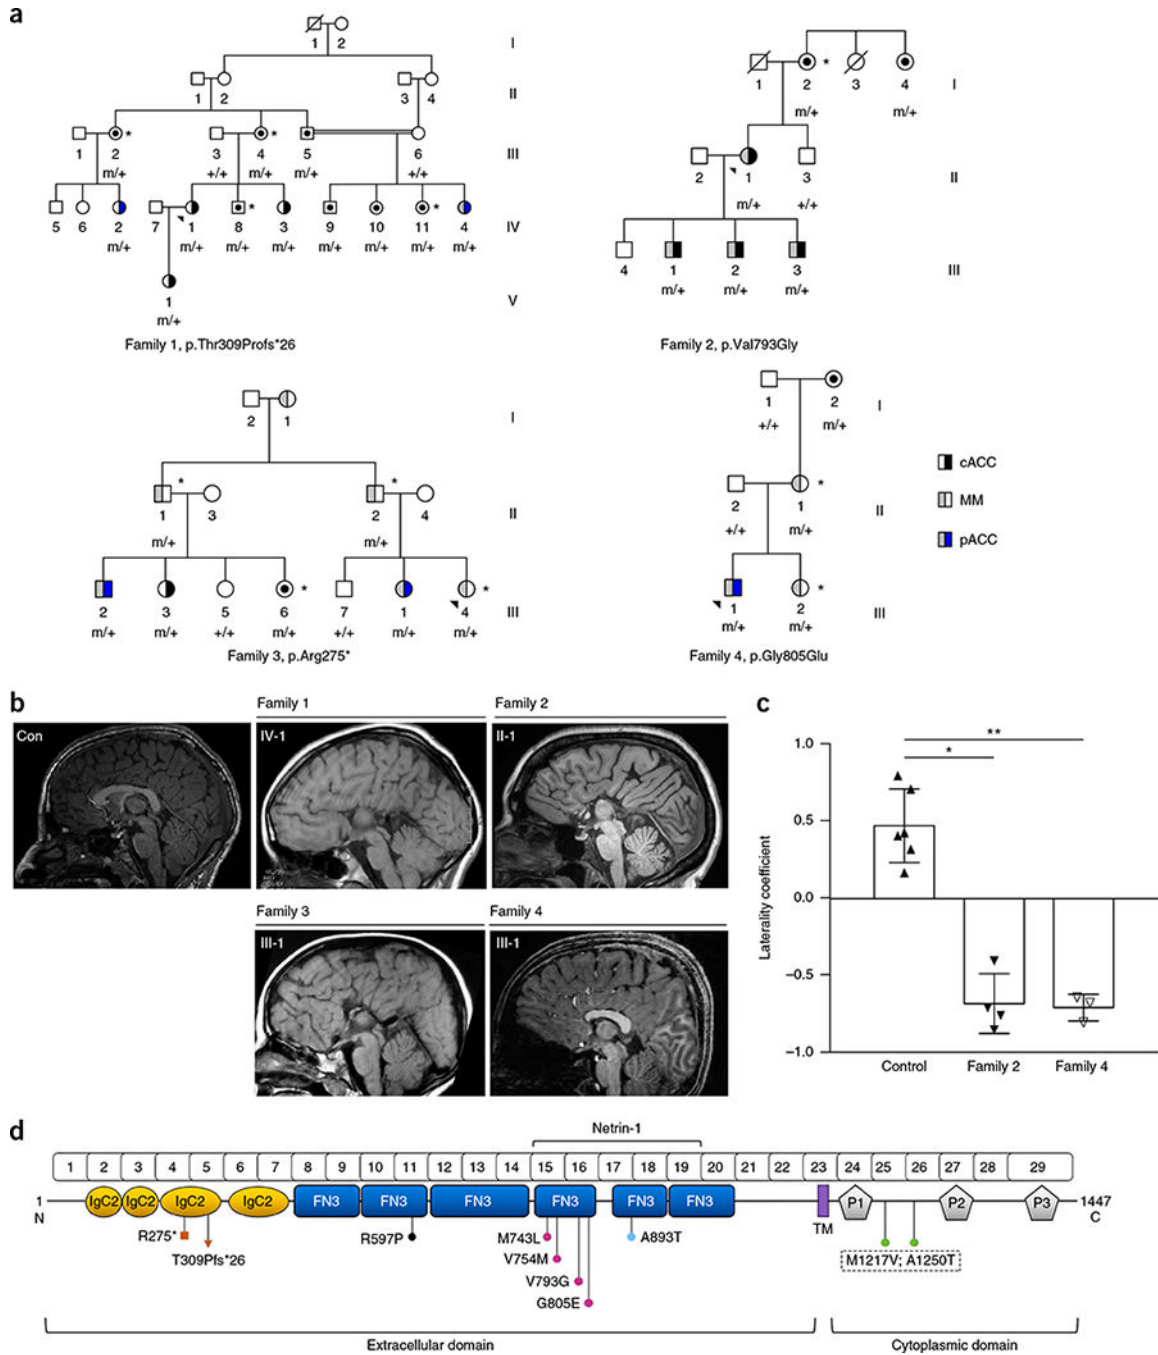 a
1 2 I
1 2 3 4 II
1 2 * 3 4 * 5 6 III
m/+ +/+ m/+ m/+ +/+
5 6 2 7 1 8 * 3 9 10 11 * 4 IV
m/+ m/+ m/+ m/+ m/+ m/+ m/+ m/+
1 V
m/+
Family 1, p.Thr309Profs*26
1 2 * 3 4 I
m/+ m/+
2 1 3 II
m/+ +/+
4 1 2 3 III
m/+ m/+ m/+
Family 2, p.Val793Gly
2 1 I
* *
1 3 2 4 II
m/+ m/+
2 3 5 6 * 7 1 4 * III
m/+ m/+ +/+ m/+ +/+ m/+ m/+
Family 3, p.Arg275*
1 2 I
+/+ m/+
2 1 * II
+/+ m/+
1 2 * III
m/+ m/+
Family 4, p.Gly805Glu
cACC
MM
pACC
b
Family 1 Family 2
Con IV-1 II-1
Family 3 Family 4
III-1 III-1
c
**
*
1.0
0.5
0.0
−0.5
−1.0
Laterality coefficient
Control Family 2 Family 4
d
Netrin-1
1 2 3 4 5 6 7 8 9 10 11 12 13 14 15 16 17 18 19 20 21 22 23 24 25 26 27 28 29
1 IgC2 IgC2 IgC2 IgC2 FN3 FN3 FN3 FN3 FN3 FN3 P1 P2 P3 1447
N TM C
R275* R597P M743L A893T
T309Pfs*26 V754M M1217V; A1250T
V793G
G805E
Extracellular domain Cytoplasmic domain